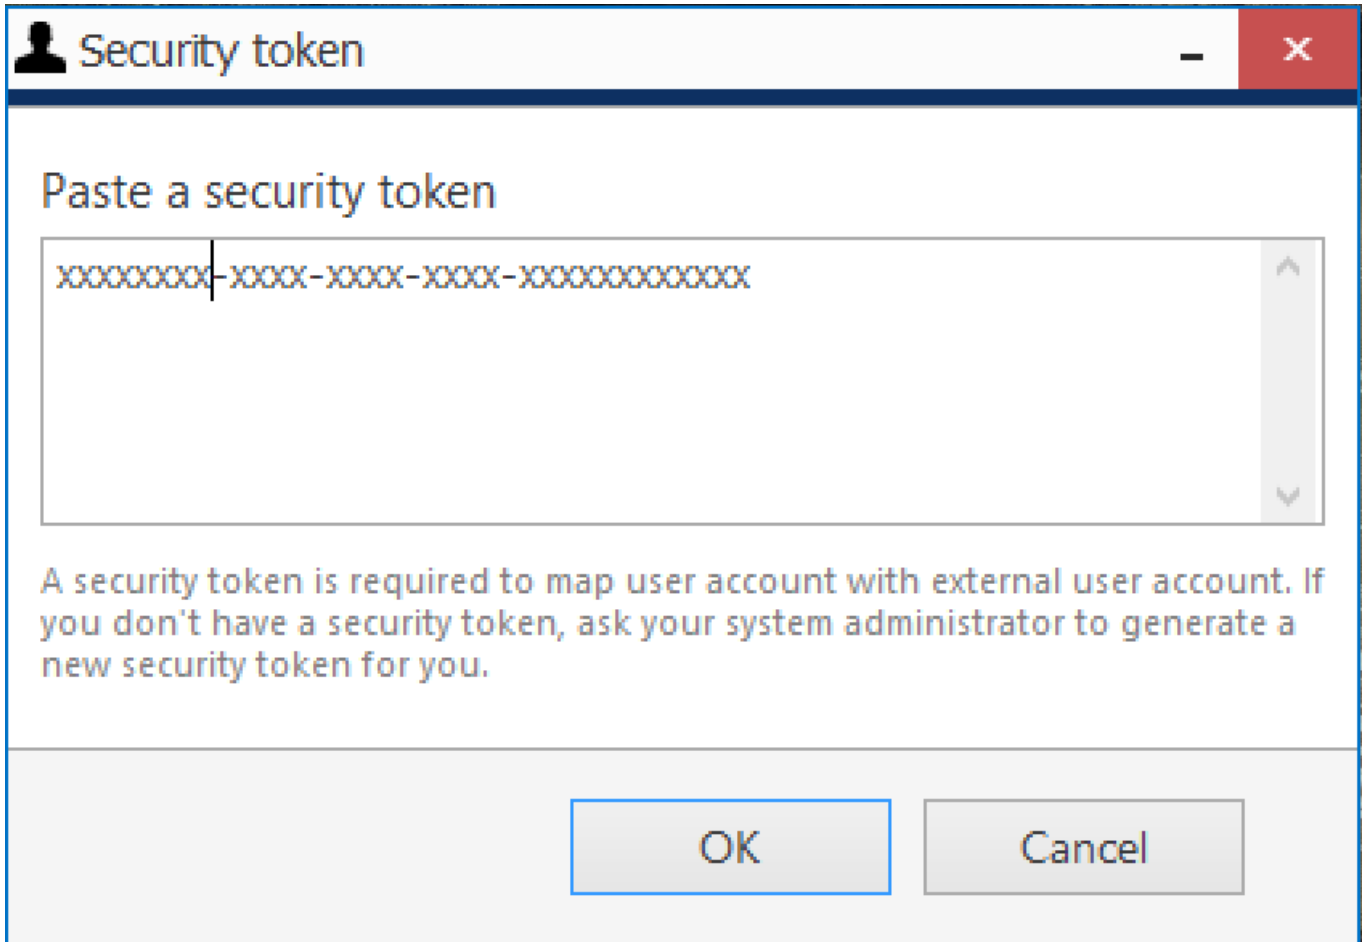 Security token
Paste a security token
xxxxxxxx-xxxx-xxxx-xxxx-xxxxxxxxxxxx
A security token is required to map user account with external user account. If
you don't have a security token, ask your system administrator to generate a
new security token for you.
OK Cancel